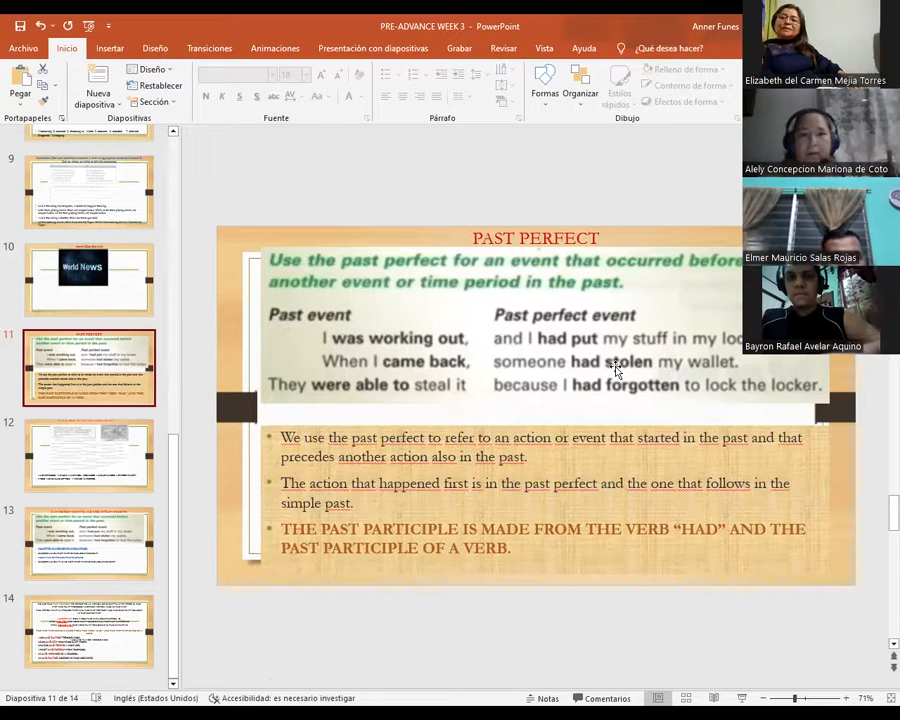 PRE-ADVANCE WEEK 3 - PowerPoint
Anner Funes
Archivo Inicio Insertar Diseño Transiciones Animaciones Presentación con diapositivas Grabar Revisar Vista Ayuda ¿Qué desea hacer?
Pegar
Nueva diapositiva
Diseño
Restablecer
Sección
18
N K S
Formas
Organizar
Estilos rápidos
Relleno de forma
Contorno de forma
Efectos de forma
Portapapeles
Diapositivas
Fuente
Párrafo
Dibujo
Elizabeth del Carmen Mejia Torres
Alely Concepcion Mariona de Coto
Elmer Mauricio Salas Rojas
Bayron Rafael Avelar Aquino
9
10
World News
11
12
13
14
PAST PERFECT
Use the past perfect for an event that occurred before
another event or time period in the past.
Past event Past perfect event
I was working out, and I had put my stuff in my loc
When I came back, someone had stolen my wallet.
They were able to steal it because I had forgotten to lock the locker.
• We use the past perfect to refer to an action or event that started in the past and that
precedes another action also in the past.
• The action that happened first is in the past perfect and the one that follows in the
simple past.
• THE PAST PARTICIPLE IS MADE FROM THE VERB “HAD” AND THE
PAST PARTICIPLE OF A VERB.
Diapositiva 11 de 14
Inglés (Estados Unidos)
Accesibilidad: es necesario investigar
Notas
Comentarios
71%